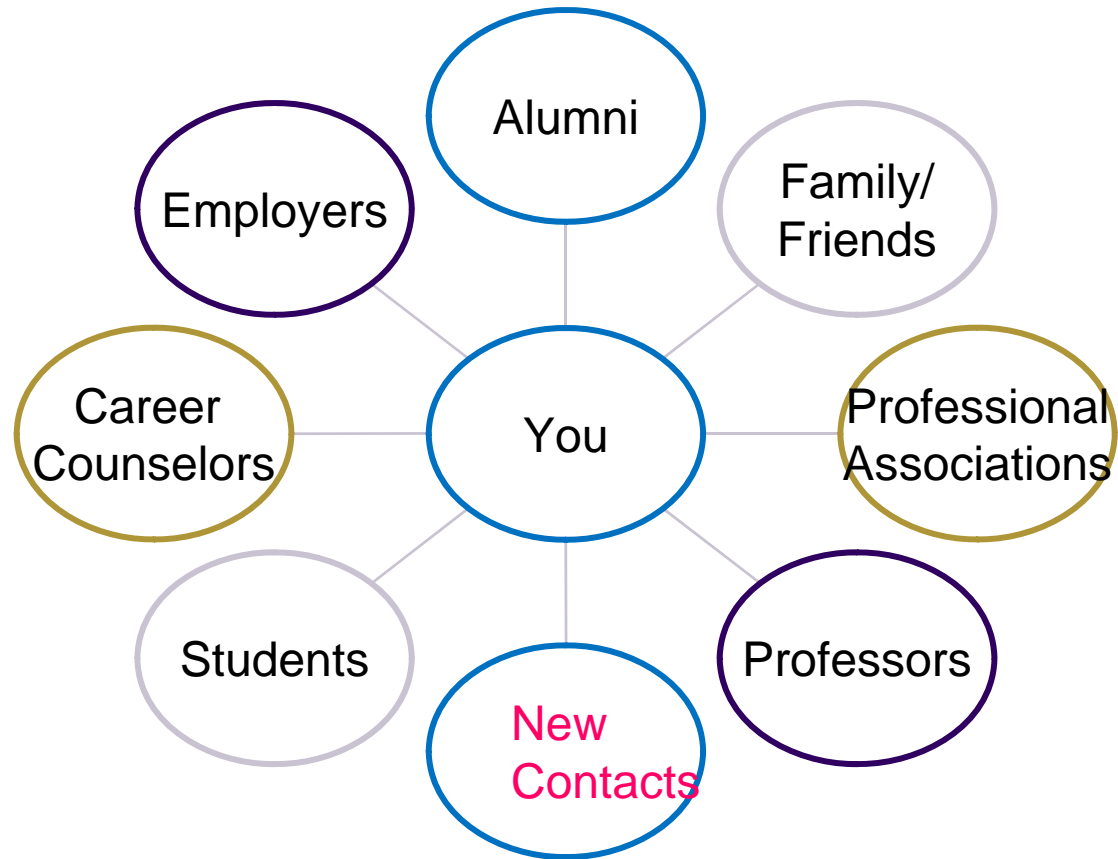 Alumni
Employers
Family/
Friends
Career
Counselors
You
Professional
Associations
Students
Professors
New
Contacts